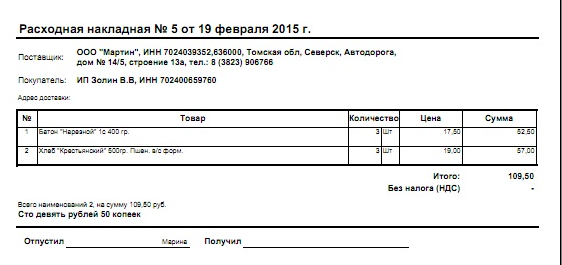 Расходная накладная № 5 от 19 февраля 2015 г.
Поставщик: ООО "Мартин", ИНН 7024039352,636000, Томская обл, Северск, Автодорога,
дом № 14/5, строение 13а, тел.: 8 (3823) 906766
Покупатель: ИП Золин В.В, ИНН 702400659760
Адрес доставки:
№ Товар Количество Цена Сумма
1 Батон "Нарезной" 1с 400 гр. 3 Шт 17,50 52,50
2 Хлеб "Крестьянский" 500гр. Пшен. в/с форм. 3 Шт 19,00 57,00
Итого: 109,50
Без налога (НДС) -
Всего наименований 2, на сумму 109,50 руб.
Сто девять рублей 50 копеек
Отпустил Марина Получил